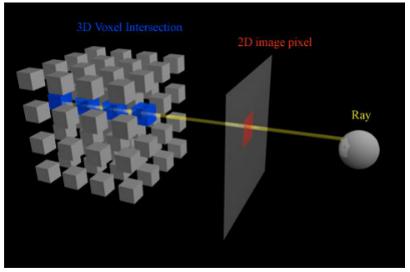 3D Voxel Intersection
2D image pixel
Ray